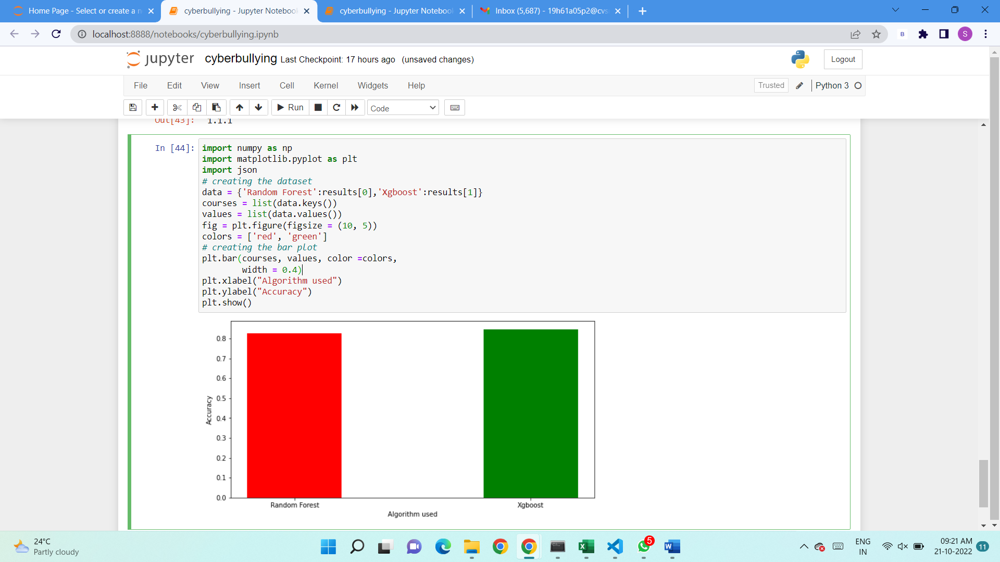 Home Page - Select or create a n
cyberbullying - Jupyter Notebook
cyberbullying - Jupyter Notebook
Inbox (5,687) - 19h61a05p2@cvs
localhost:8888/notebooks/cyberbullying.ipynb
B
S
jupyter cyberbullying Last Checkpoint: 17 hours ago (unsaved changes)
Logout
File Edit View Insert Cell Kernel Widgets Help
Trusted Python 3
Run Code
Out[43]: 1.1.1
In [44]: import numpy as np
import matplotlib.pyplot as plt
import json
# creating the dataset
data = {'Random Forest':results[0],'Xgboost':results[1]}
courses = list(data.keys())
values = list(data.values())
fig = plt.figure(figsize = (10, 5))
colors = ['red', 'green']
# creating the bar plot
plt.bar(courses, values, color =colors,
width = 0.4)
plt.xlabel("Algorithm used")
plt.ylabel("Accuracy")
plt.show()
0.8
0.7
0.6
0.5
0.4
0.3
0.2
0.1
0.0
Accuracy
Random Forest Xgboost
Algorithm used
24°C
Partly cloudy
5
ENG
IN
09:21 AM
21-10-2022
11